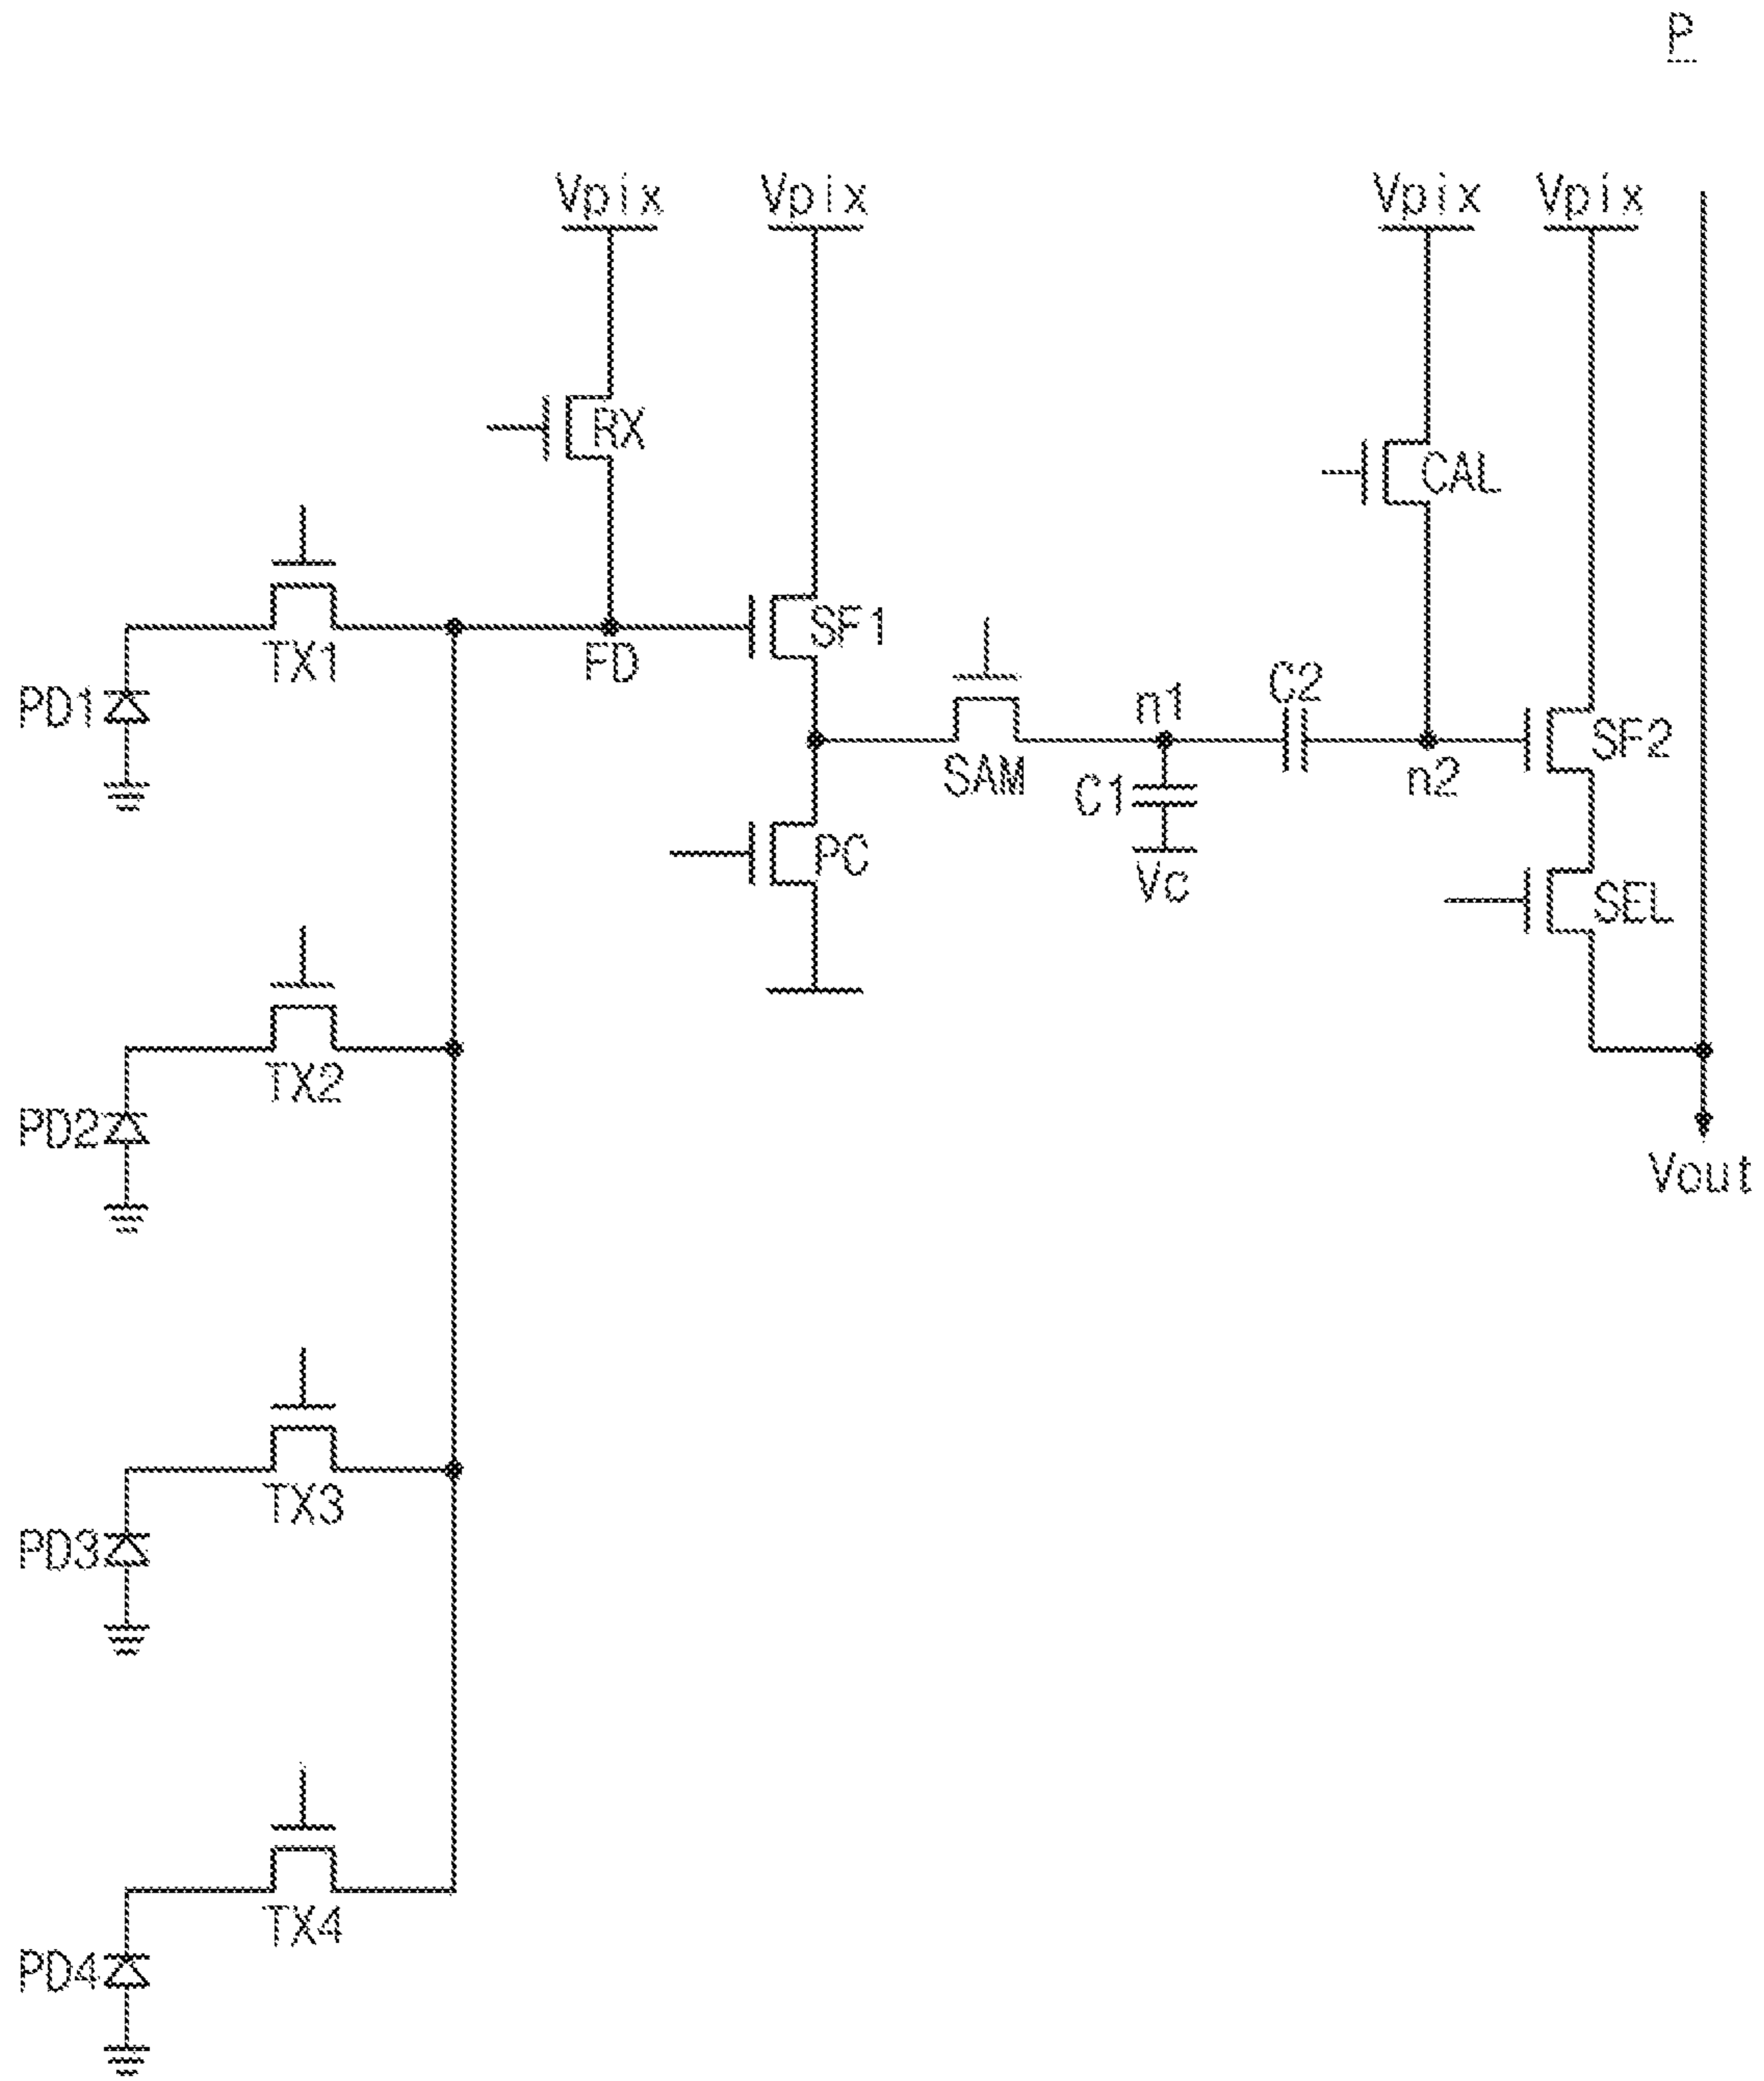 P
Vpix Vpix Vpix Vpix
RX
CAL
TX1
FD
SF1
PD1
SAM
n1
C2
n2
SF2
C1
PC
Vc
SEL
TX2
PD2
Vout
TX3
PD3
TX4
PD4